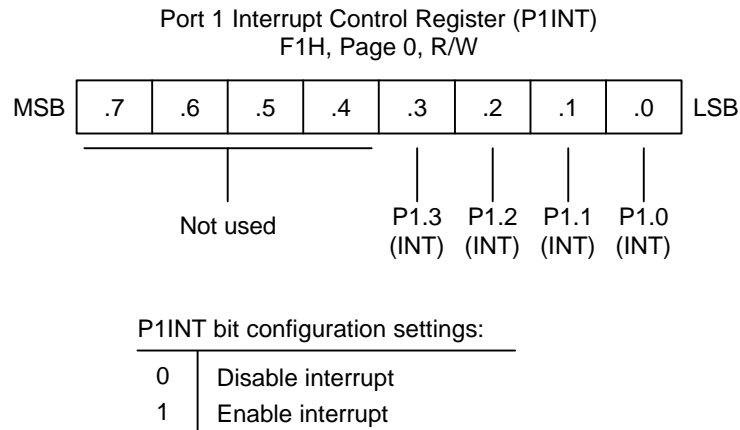 Port 1 Interrupt Control Register (P1INT)
F1H, Page 0, R/W
MSB .7 .6 .5 .4 .3 .2 .1 .0 LSB
Not used P1.3 P1.2 P1.1 P1.0
(INT) (INT) (INT) (INT)
P1INT bit configuration settings:
0 Disable interrupt
1 Enable interrupt